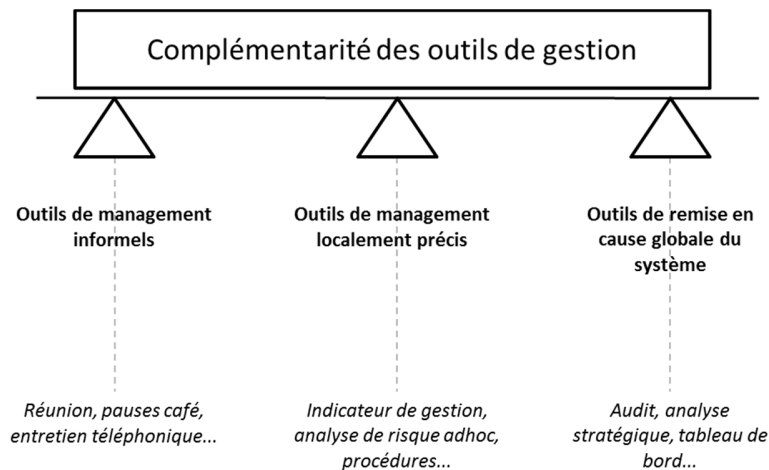 Complémentarité des outils de gestion
Outils de management
informels
Outils de management
localement précis
Outils de remise en
cause globale du
système
Réunion, pauses café,
entretien téléphonique...
Indicateur de gestion,
analyse de risque adhoc,
procédures...
Audit, analyse
stratégique, tableau de
bord...